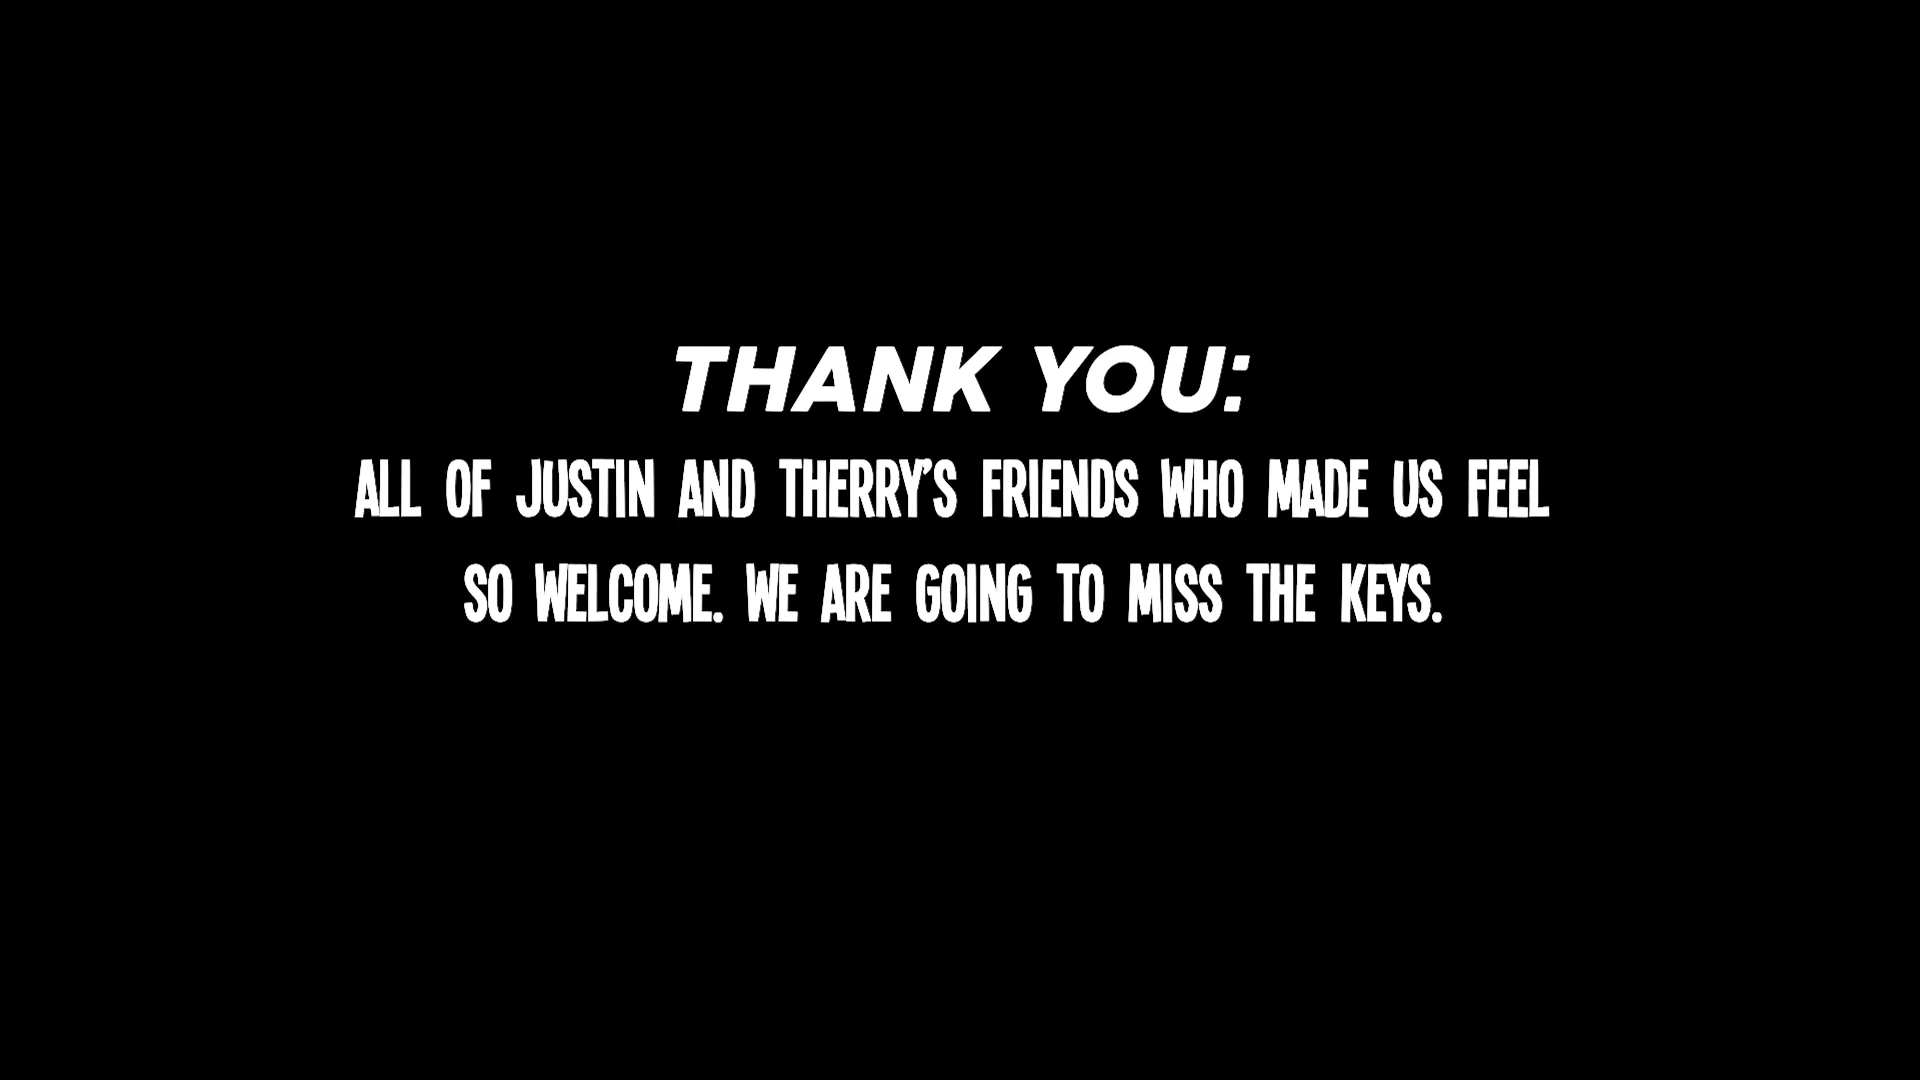 THANK YOU:
ALL OF JUSTIN AND THERRY'S FRIENDS WHO MADE US FEEL
SO WELCOME. WE ARE GOING TO MISS THE KEYS.